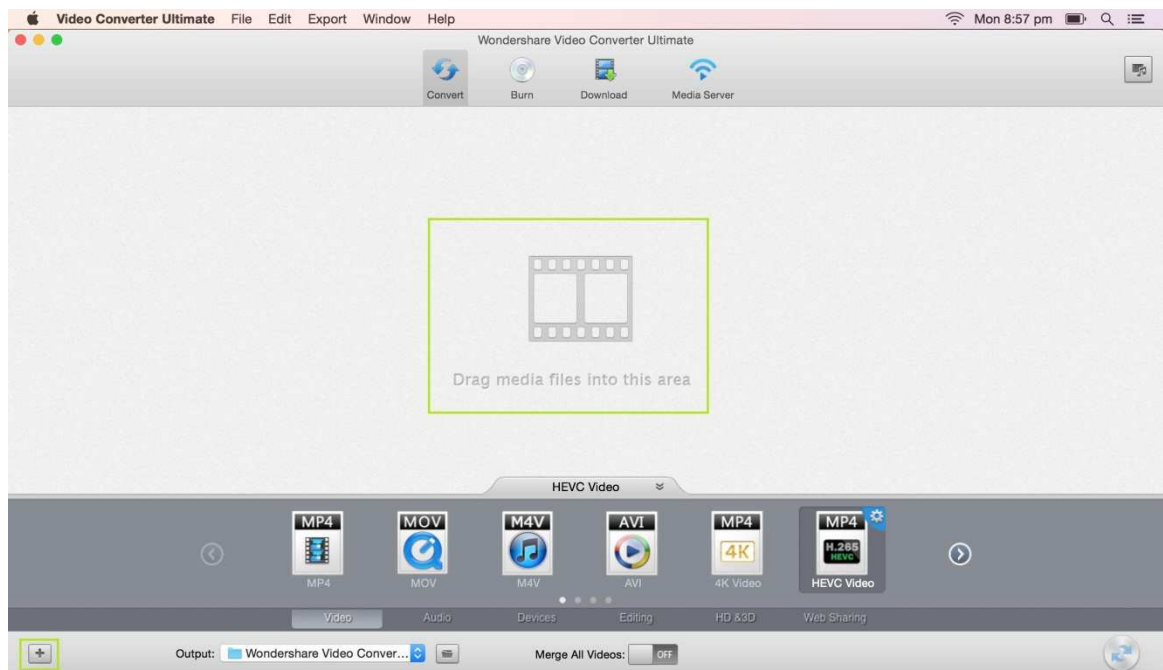 Video Converter Ultimate File Edit Export Window Help Mon 8:57 pm
Wondershare Video Converter Ultimate
Convert Burn Download Media Server
Drag media files into this area
HEVC Video
MP4 MOV M4V AVI MP4 MP4
4K H.265
HEVC
MP4 MOV M4V AVI 4K Video HEVC Video
Video Audio Devices Editing HD &3D Web Sharing
Output: Wondershare Video Conver... Merge All Videos: OFF